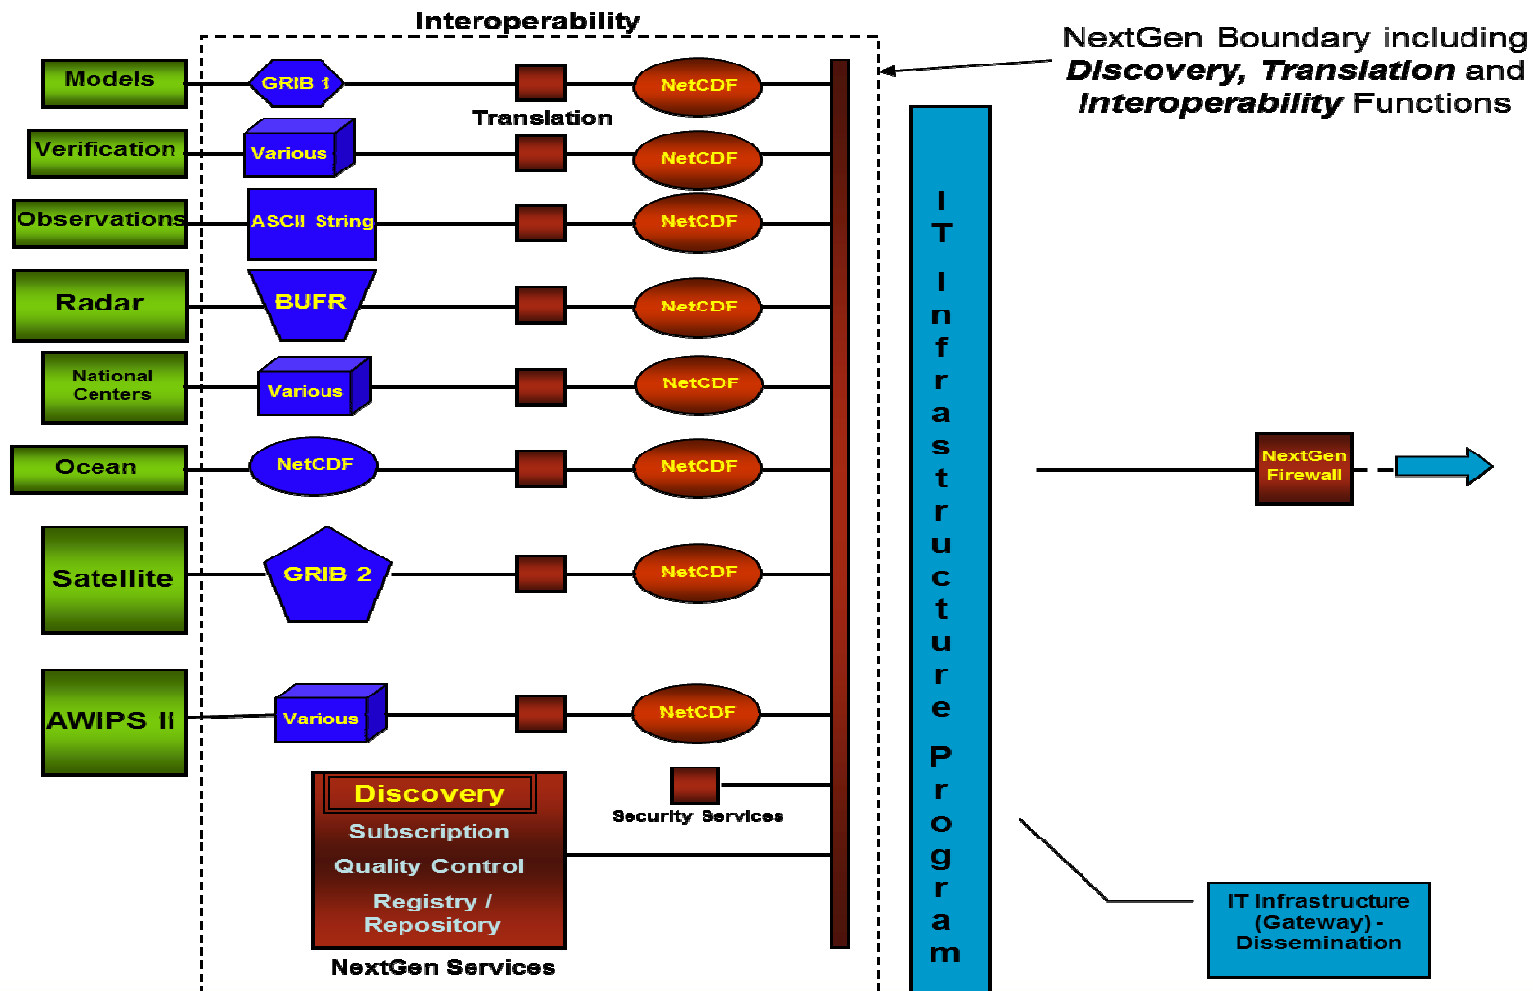 Interoperability
NextGen Boundary including
Discovery, Translation and
Interoperability Functions
Models
GRIB 1
NetCDF
Translation
Verification
Various
NetCDF
Observations
ASCII String
NetCDF
Radar
BUFR
NetCDF
National
Centers
Various
NetCDF
Ocean
NetCDF
NetCDF
Satellite
GRIB 2
NetCDF
AWIPS II
Various
NetCDF
Security Services
Discovery
Subscription
Quality Control
Registry /
Repository
NextGen Services
IT Infrastructure Program
NextGen
Firewall
IT Infrastructure
(Gateway) -
Dissemination